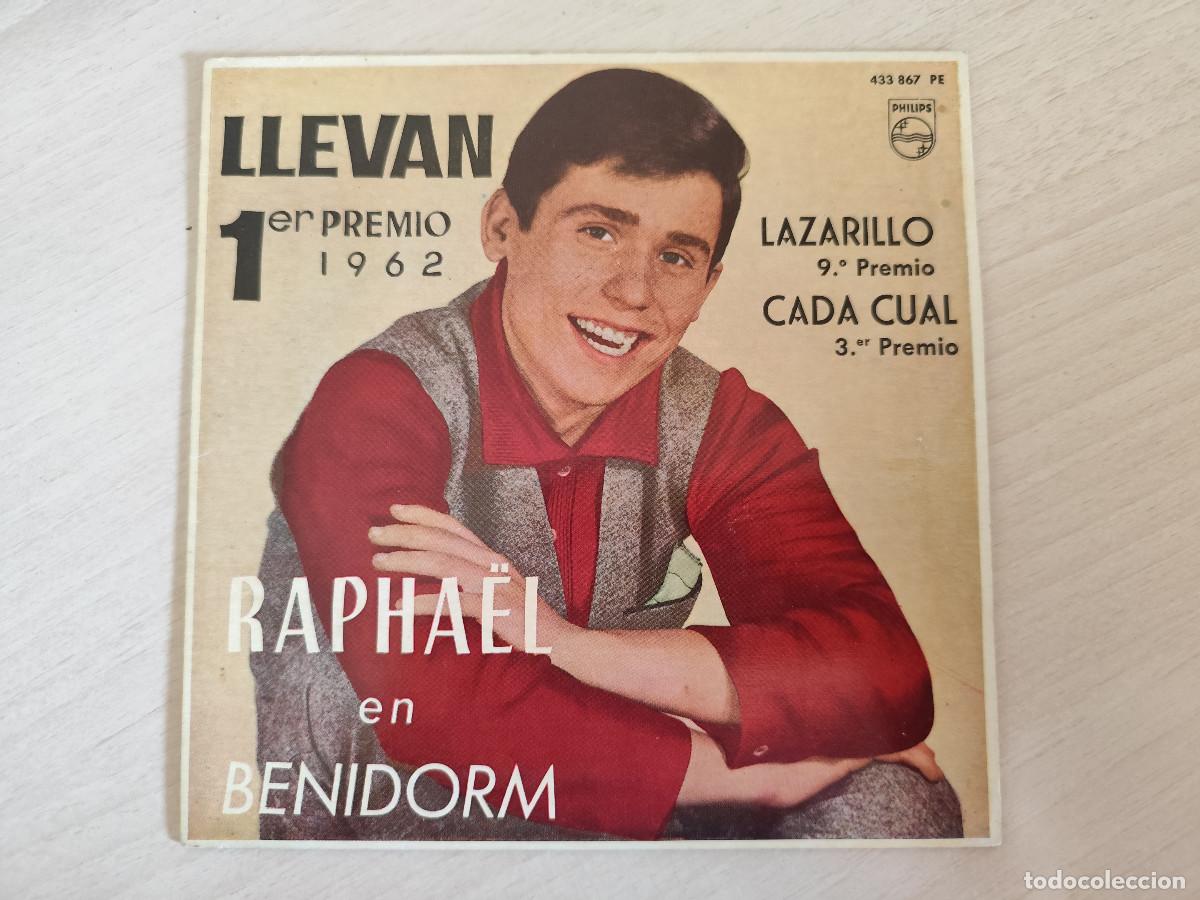 433 867 PE
PHILIPS
LLEVAN
1er PREMIO
1962
LAZARILLO
9.º Premio
CADA CUAL
3.er Premio
RAPHAËL
en
BENIDORM
todocoleccion